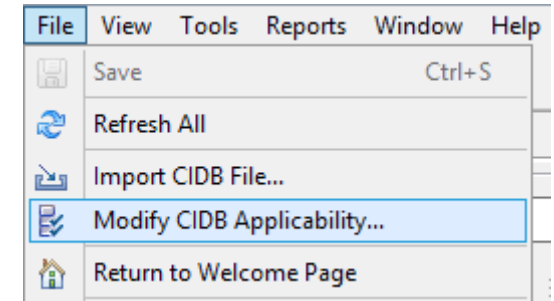 File View Tools Reports Window Help
Save Ctrl+S
Refresh All
Import CIDB File...
Modify CIDB Applicability...
Return to Welcome Page